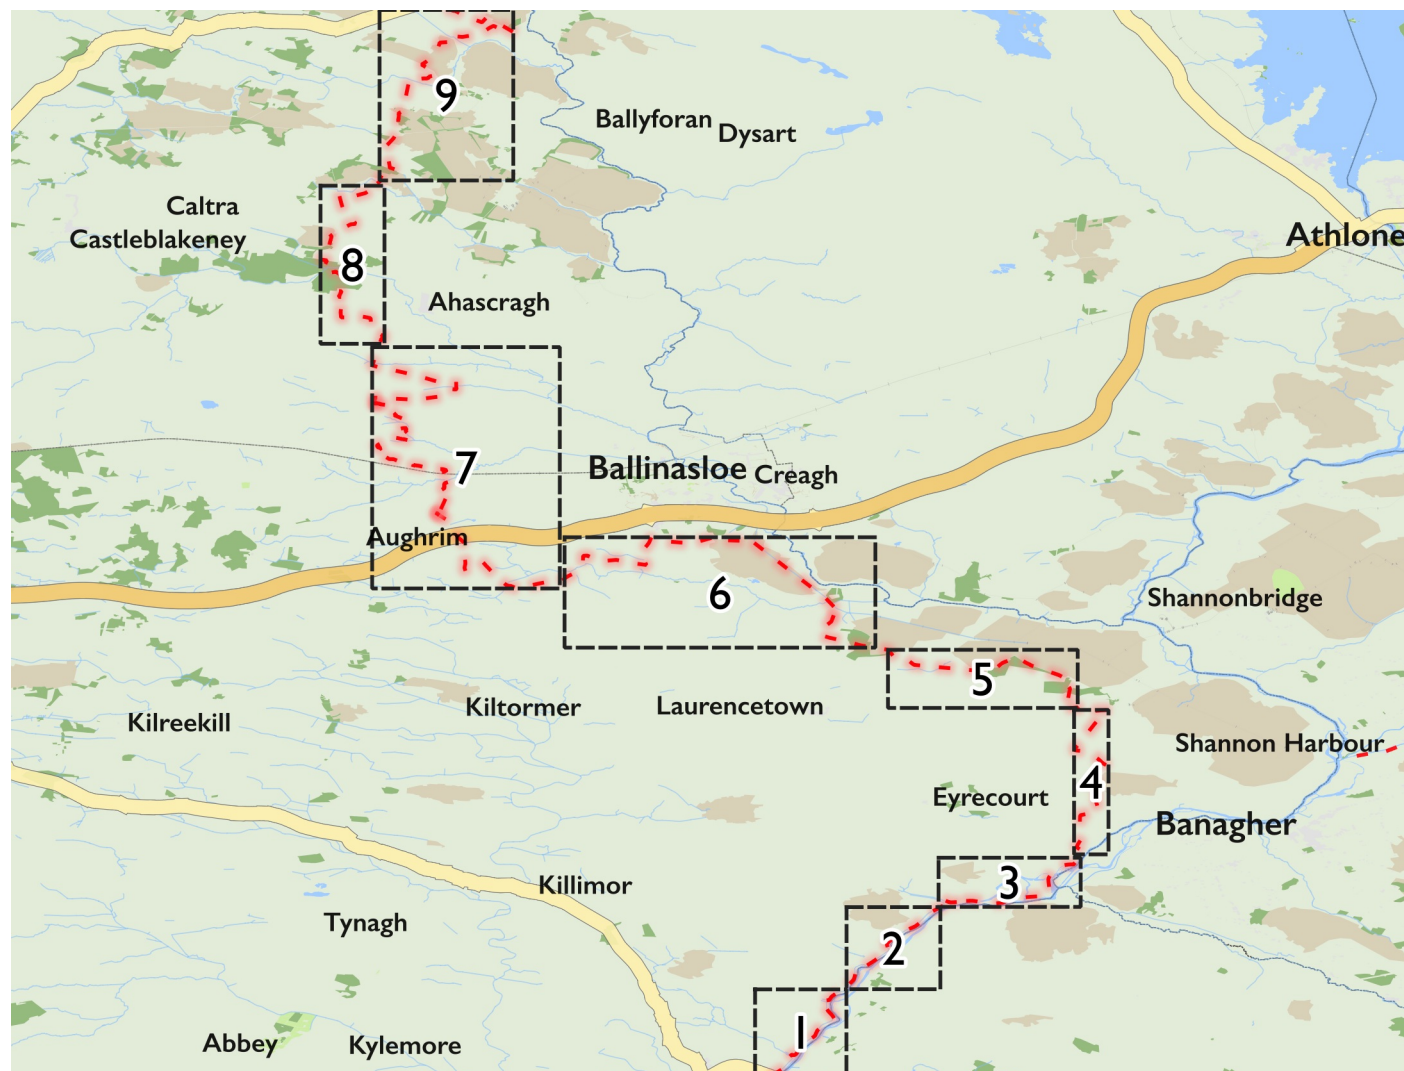 9
Ballyforan
Dysart
Caltra
Castleblakeney
Athlone
8
Ahascragh
7
Ballinasloe
Creagh
Aughrim
6
Shannonbridge
5
Kiltormer
Laurencetown
Kilreekill
Shannon Harbour
4
Eyrecourt
Banagher
3
Killimor
Tynagh
2
1
Abbey
Kylemore